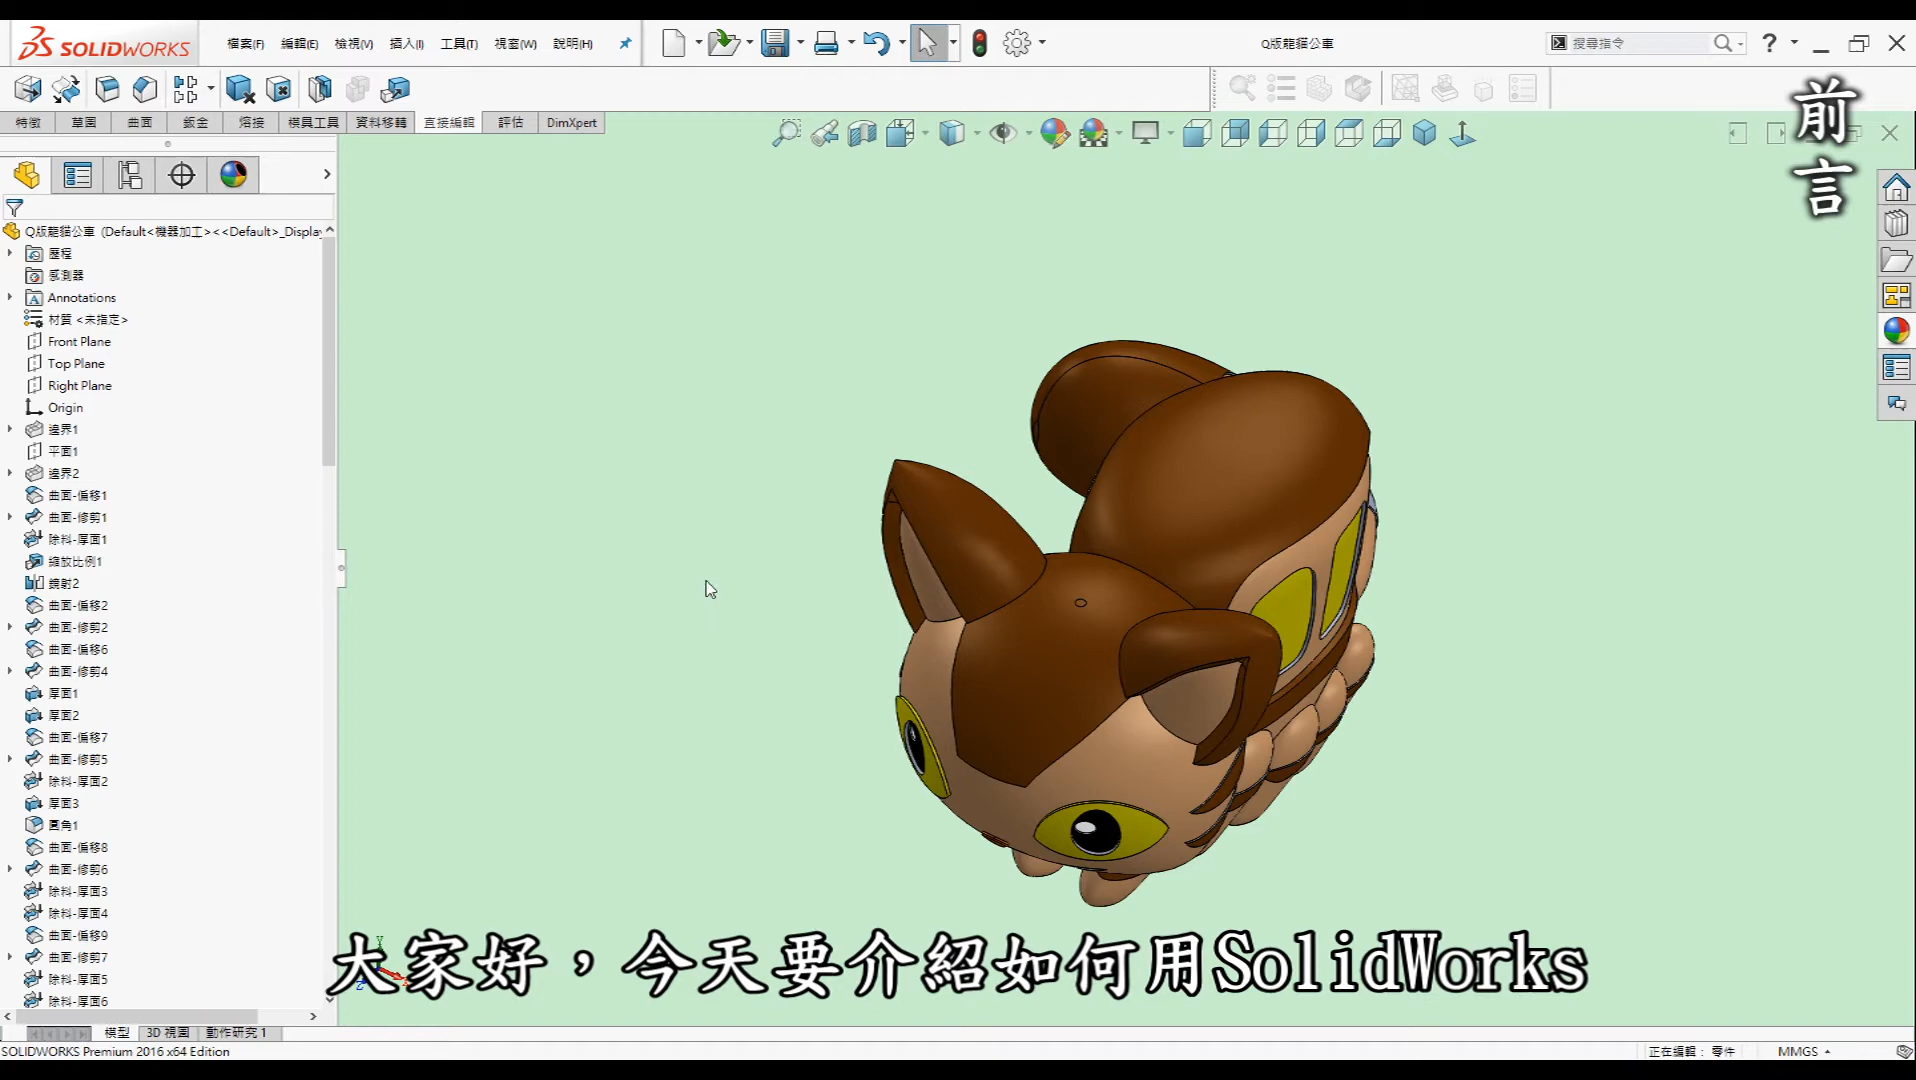 SOLIDWORKS
檔案(F) 編輯(E) 檢視(V) 插入(I) 工具(T) 視窗(W) 說明(H)
Q版龍貓公車
搜尋指令
前言
特徵 草圖 曲面 鈑金 熔接 模具工具 資料移轉 直接編輯 評估 DimXpert
Q版龍貓公車 (Default<機器加工><<Default>_Display
歷程
感測器
Annotations
材質 <未指定>
Front Plane
Top Plane
Right Plane
Origin
邊界1
平面1
邊界2
曲面-偏移1
曲面-修剪1
除料-厚面1
縮放比例1
鏡射2
曲面-偏移2
曲面-修剪2
曲面-偏移6
曲面-修剪4
厚面1
厚面2
曲面-偏移7
曲面-修剪5
除料-厚面2
厚面3
圓角1
曲面-偏移8
曲面-修剪6
除料-厚面3
除料-厚面4
曲面-偏移9
曲面-修剪7
除料-厚面5
除料-厚面6
大家好，今天要介紹如何用SolidWorks
模型 3D 視圖 動作研究 1
SOLIDWORKS Premium 2016 x64 Edition
正在編輯： 零件
MMGS